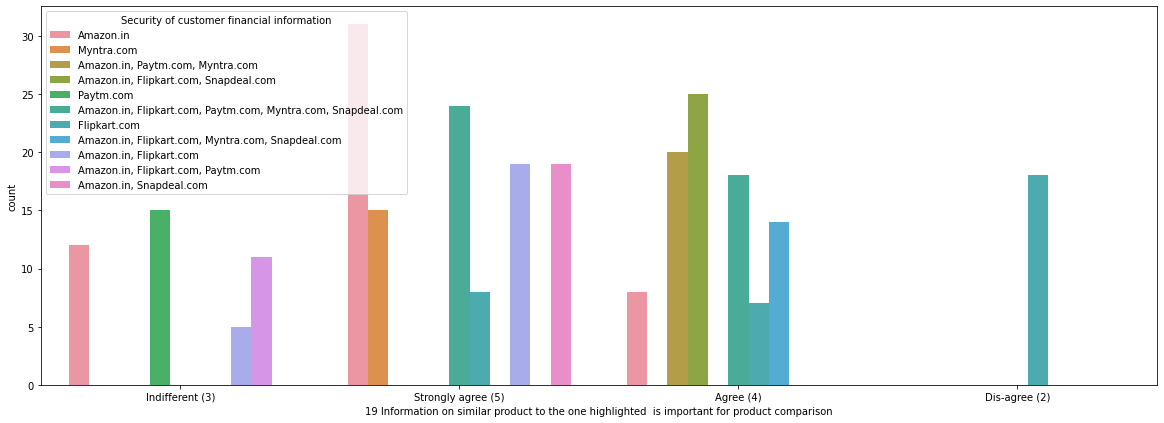 Security of customer financial information
Amazon.in
Myntra.com
Amazon.in, Paytm.com, Myntra.com
Amazon.in, Flipkart.com, Snapdeal.com
Paytm.com
Amazon.in, Flipkart.com, Paytm.com, Myntra.com, Snapdeal.com
Flipkart.com
Amazon.in, Flipkart.com, Myntra.com, Snapdeal.com
Amazon.in, Flipkart.com
Amazon.in, Flipkart.com, Paytm.com
Amazon.in, Snapdeal.com
30
25
20
15
10
5
0
count
Indifferent (3)
Strongly agree (5)
Agree (4)
Dis-agree (2)
19 Information on similar product to the one highlighted  is important for product comparison